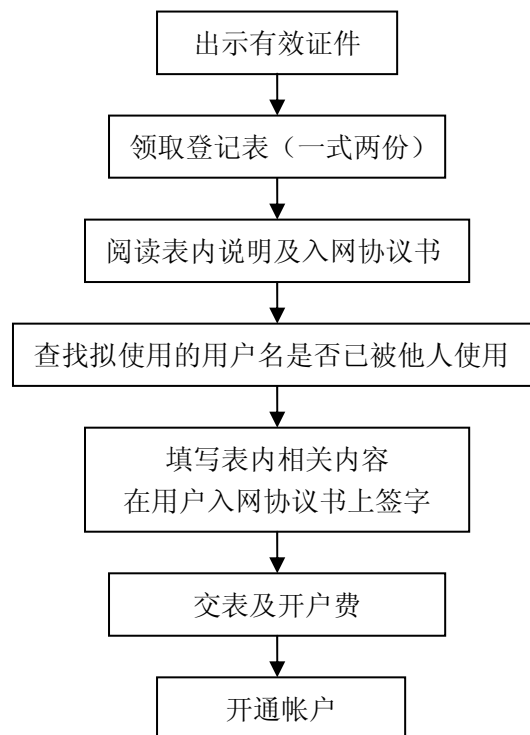 出示有效证件
领取登记表（一式两份）
阅读表内说明及入网协议书
查找拟使用的用户名是否已被他人使用
填写表内相关内容
在用户入网协议书上签字
交表及开户费
开通帐户